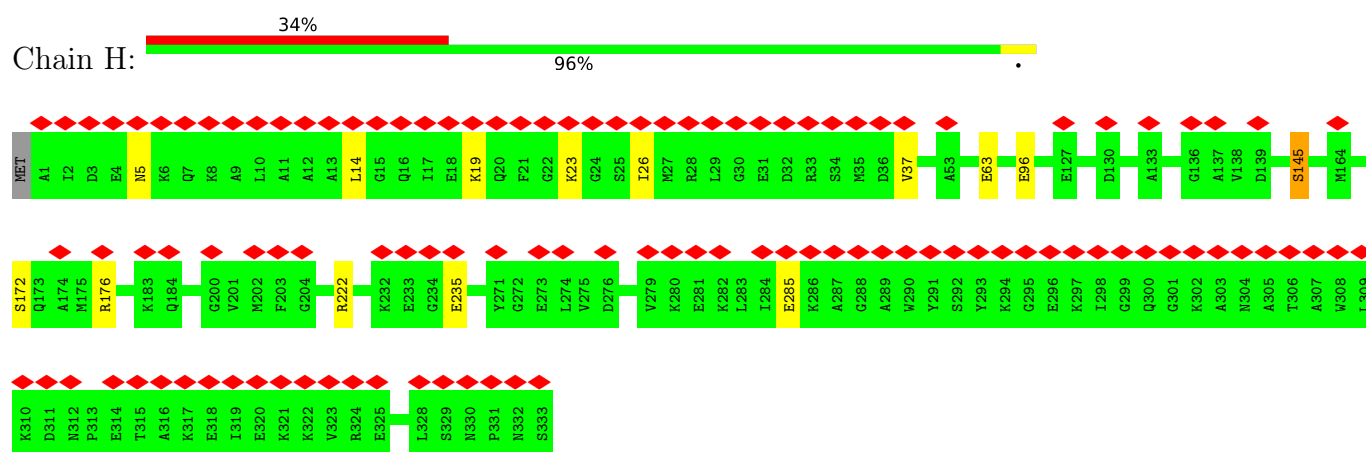 34%
Chain H:
96%
•
MET A1 I2 D3 E4 N5 K6 Q7 K8 A9 L10 A11 A12 A13 L14 G15 Q16 I17 E18 K19 Q20 F21 G22 K23 G24 S25 I26 M27 R28 L29 G30 E31 D32 R33 S34 M35 D36 V37 A53 E63 E96 E127 D130 A133 G136 A137 V138 D139 S145 M164
S172 Q173 A174 M175 R176 K183 Q184 G200 V201 M202 F203 G204 R222 K232 E233 G234 E235 Y271 G272 E273 L274 V275 D276 V279 K280 E281 K282 L283 I284 E285 K286 A287 G288 A289 W290 Y291 S292 Y293 K294 G295 E296 K297 I298 G299 Q300 G301 K302 A303 N304 A305 T306 A307 W308 L309
K310 D311 N312 P313 E314 T315 A316 K317 E318 I319 E320 K321 K322 V323 R324 E325 L328 S329 N330 P331 N332 S333